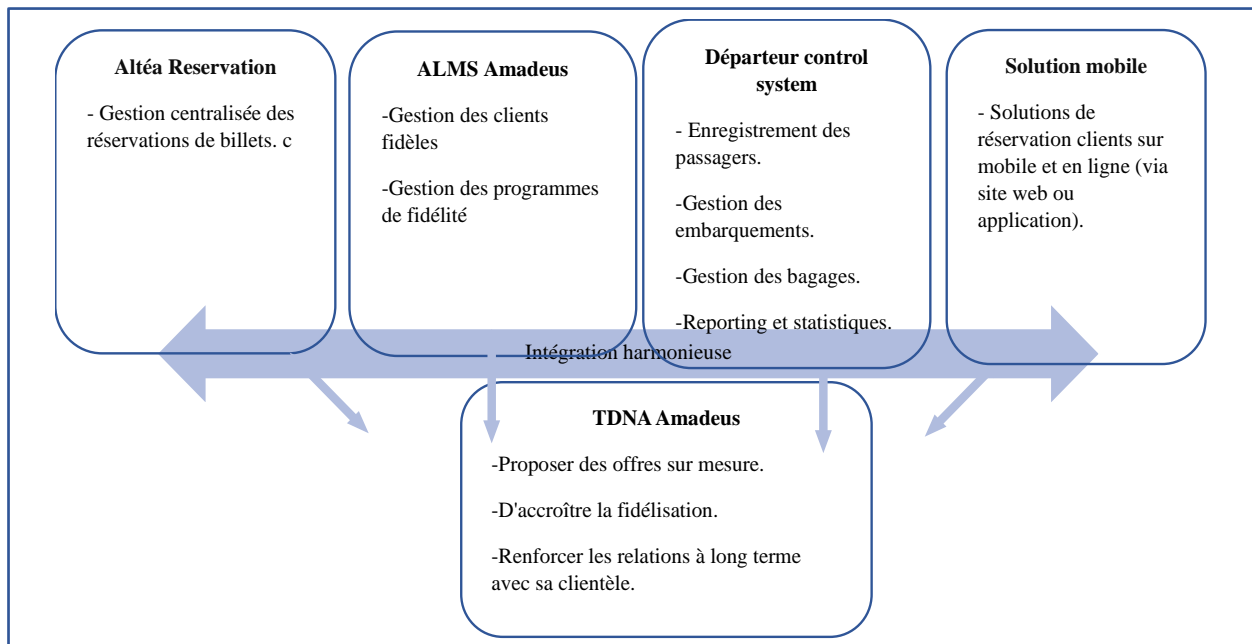 Altéa Reservation
- Gestion centralisée des
réservations de billets. c
ALMS Amadeus
-Gestion des clients
fidèles
-Gestion des programmes
de fidélité
Départeur control
system
- Enregistrement des
passagers.
-Gestion des
embarquements.
-Gestion des bagages.
-Reporting et statistiques.
Solution mobile
- Solutions de
réservation clients sur
mobile et en ligne (via
site web ou
application).
Intégration harmonieuse
TDNA Amadeus
-Proposer des offres sur mesure.
-D'accroître la fidélisation.
-Renforcer les relations à long terme
avec sa clientèle.